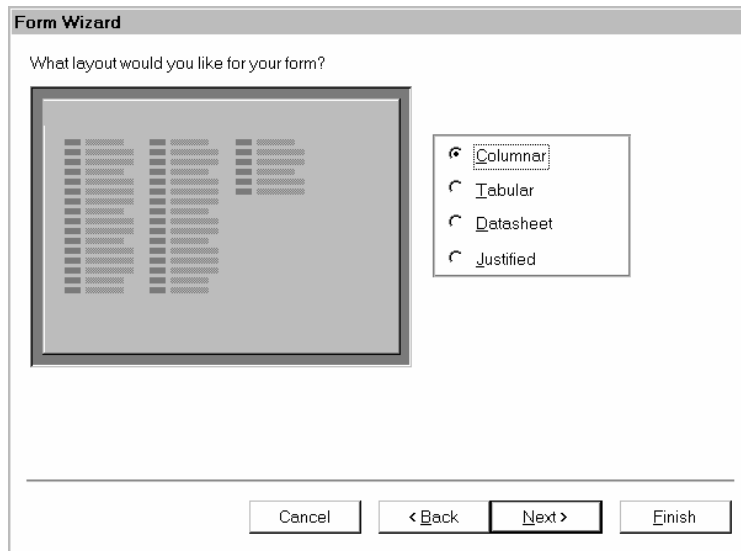 Form Wizard
What layout would you like for your form?
Columnar
Tabular
Datasheet
Justified
Cancel
< Back
Next >
Finish